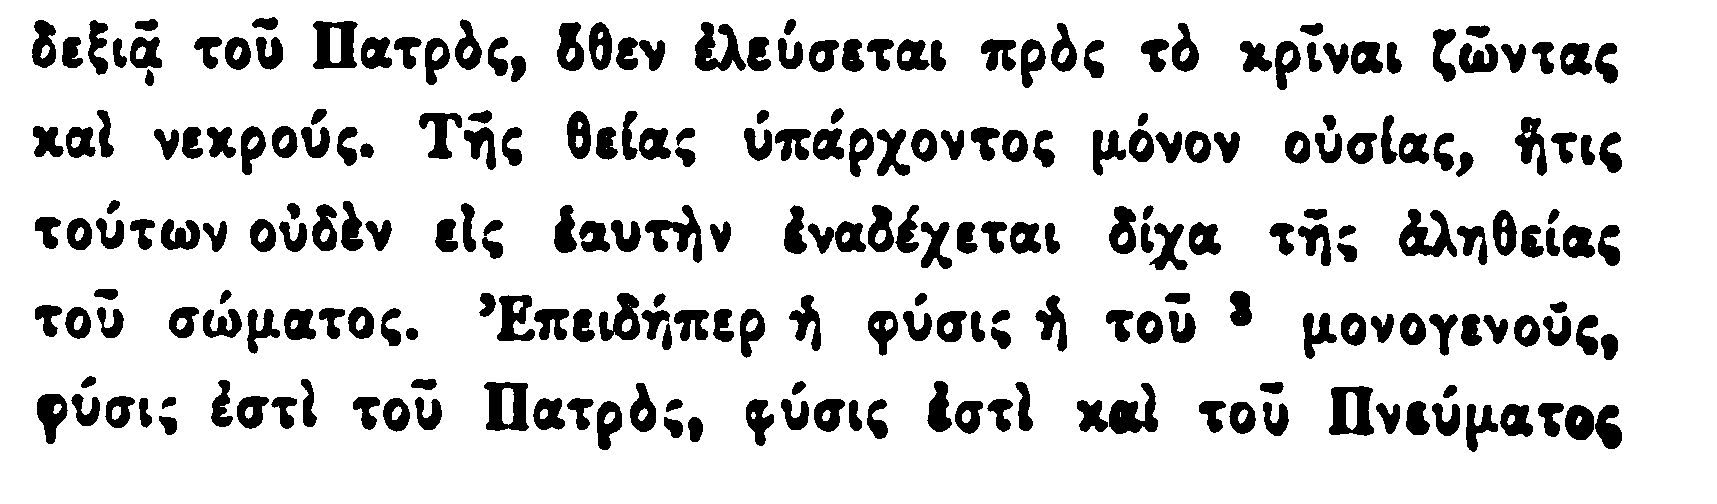 δεξιᾷ τοῦ Πατρὸς, ὅθεν ἐλεύσεται πρὸς τὸ κρῖναι ζῶντας
καὶ νεκρούς. Τῆς θείας ὑπάρχοντος μόνον οὐσίας, ἥτις
τούτων οὐδὲν εἰς ἑαυτὴν ἐναδέχεται δίχα τῆς ἀληθείας
τοῦ σώματος. Ἐπειδήπερ ἡ φύσις ἡ τοῦ ³ μονογενοῦς,
φύσις ἐστὶ τοῦ Πατρὸς, φύσις ἐστὶ καὶ τοῦ Πνεύματος